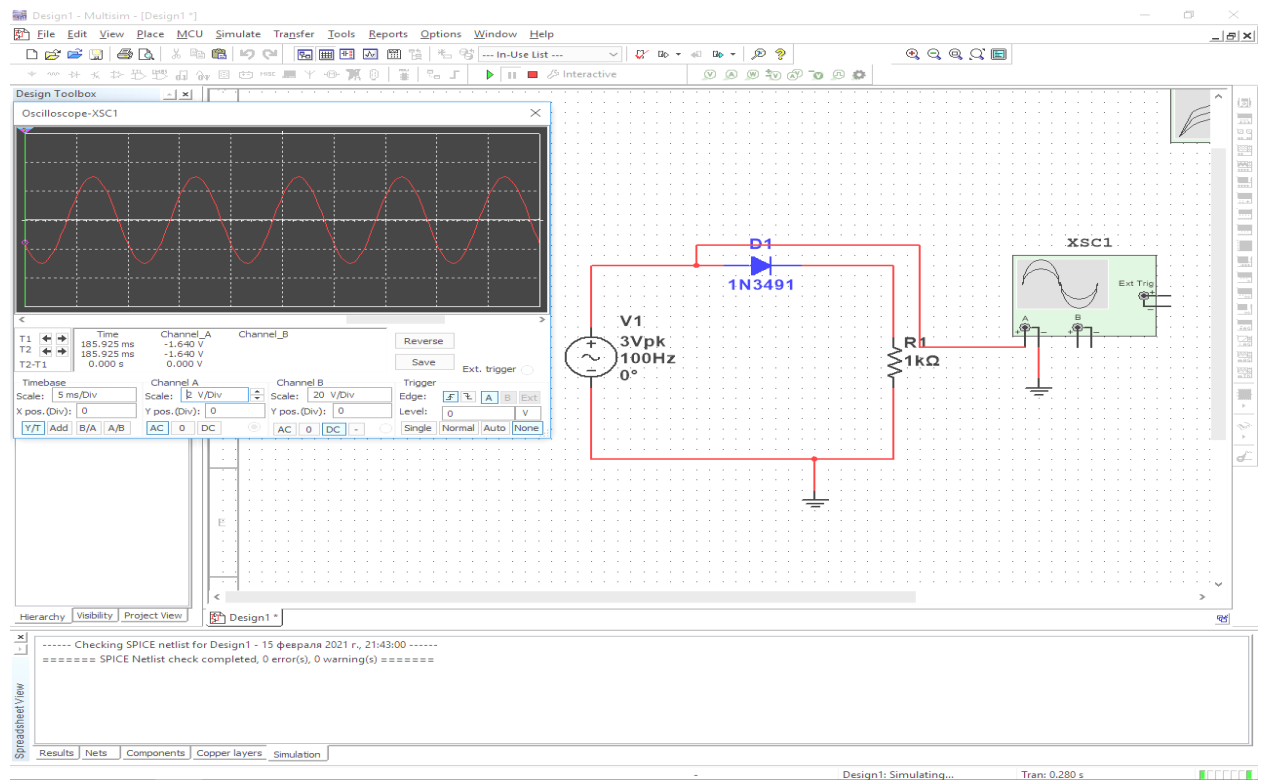 Design1 - Multisim - [Design1 *]
File Edit View Place MCU Simulate Transfer Tools Reports Options Window Help
--- In-Use List ---
Interactive
Design Toolbox
Oscilloscope-XSC1
Time Channel_A Channel_B
T1 185.925 ms -1.640 V
T2 185.925 ms -1.640 V
T2-T1 0.000 s 0.000 V
Reverse
Save
Ext. trigger
Timebase
Scale: 5 ms/Div
X pos.(Div): 0
Y/T Add B/A A/B
Channel A
Scale: 2 V/Div
Y pos.(Div): 0
AC 0 DC
Channel B
Scale: 20 V/Div
Y pos.(Div): 0
AC 0 DC -
Trigger
Edge: A B Ext
Level: 0 V
Single Normal Auto None
D1
1N3491
V1
3Vpk
100Hz
0°
R1
1kΩ
XSC1
Ext Trig
A
B
E
Hierarchy Visibility Project View
Design1 *
------ Checking SPICE netlist for Design1 - 15 февраля 2021 г., 21:43:00 ------
======= SPICE Netlist check completed, 0 error(s), 0 warning(s) =======
Spreadsheet View
Results Nets Components Copper layers Simulation
- Design1: Simulating... Tran: 0.280 s